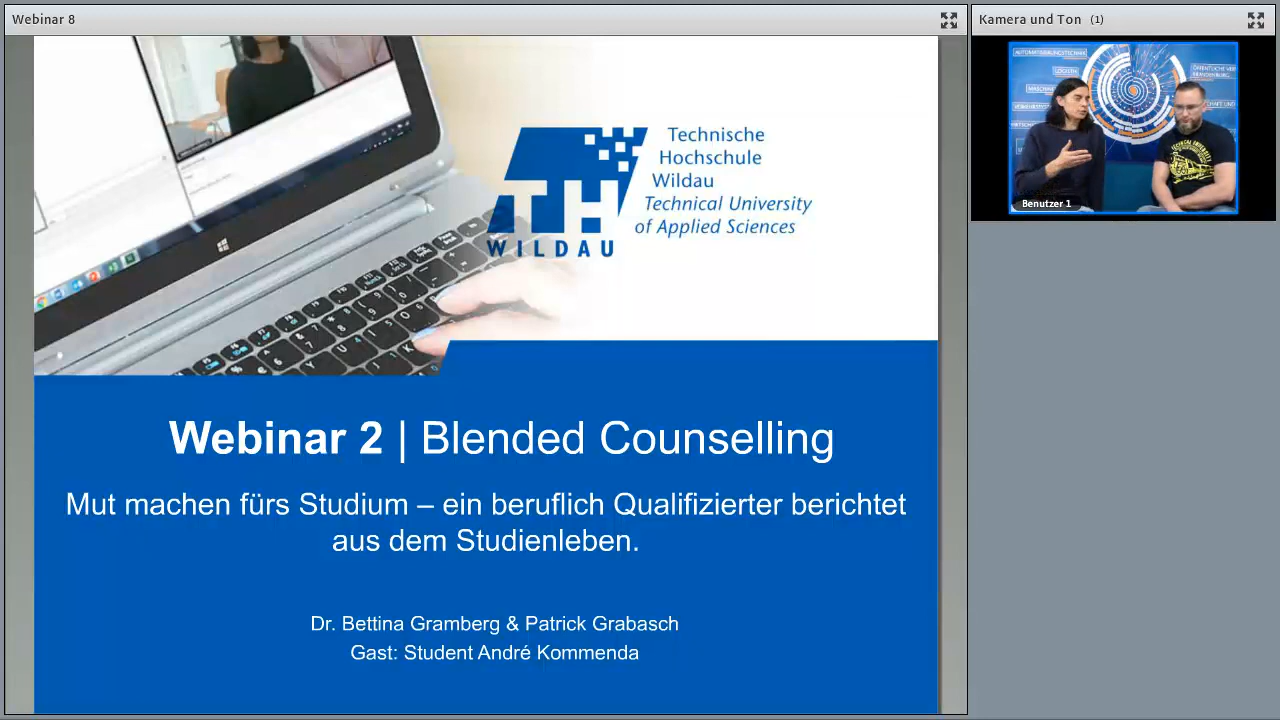 Webinar 8
Kamera und Ton (1)
Technische
Hochschule
Wildau
Technical University
of Applied Sciences
TH
WILDAU
Webinar 2 | Blended Counselling
Mut machen fürs Studium – ein beruflich Qualifizierter berichtet
aus dem Studienleben.
Dr. Bettina Gramberg & Patrick Grabasch
Gast: Student André Kommenda
Benutzer 1